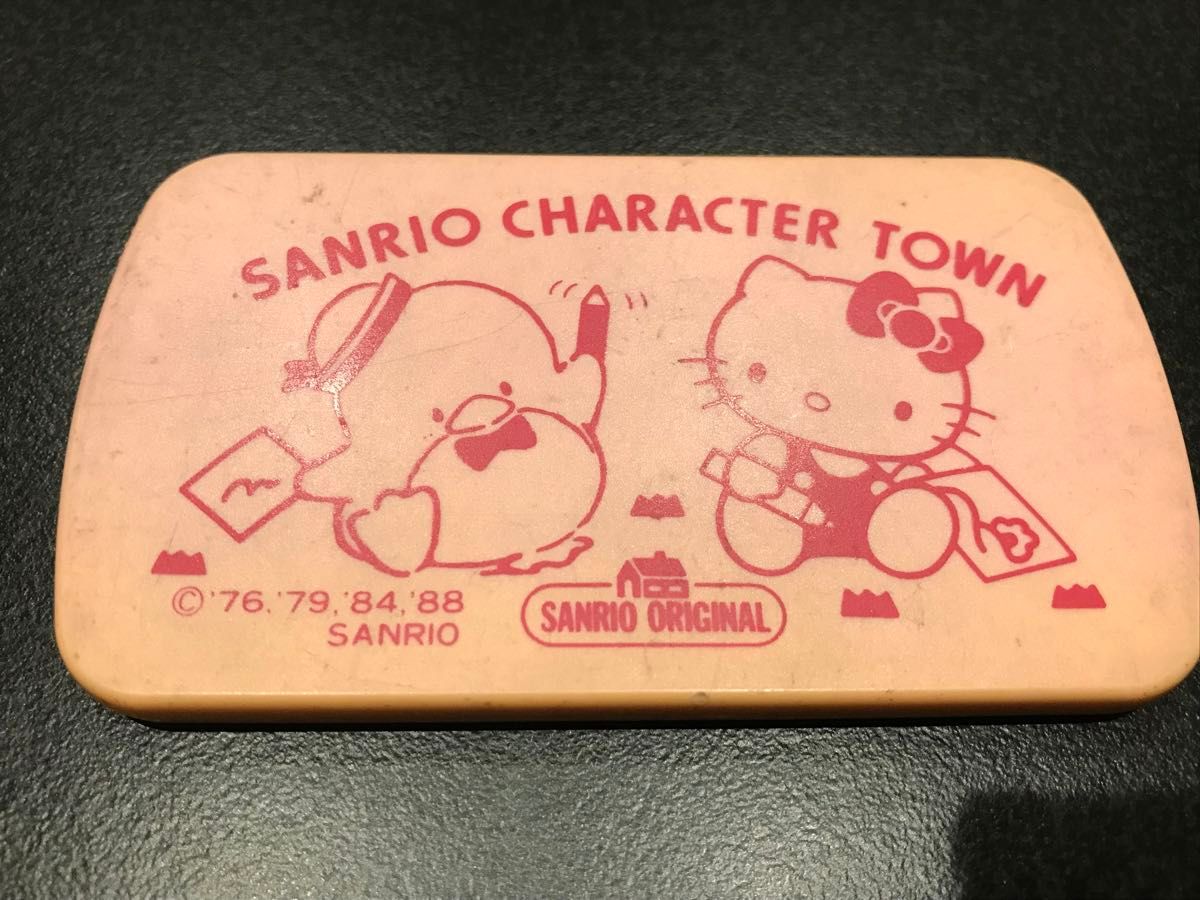 SANRIO CHARACTER TOWN
©'76,'79,'84,'88
SANRIO
SANRIO ORIGINAL